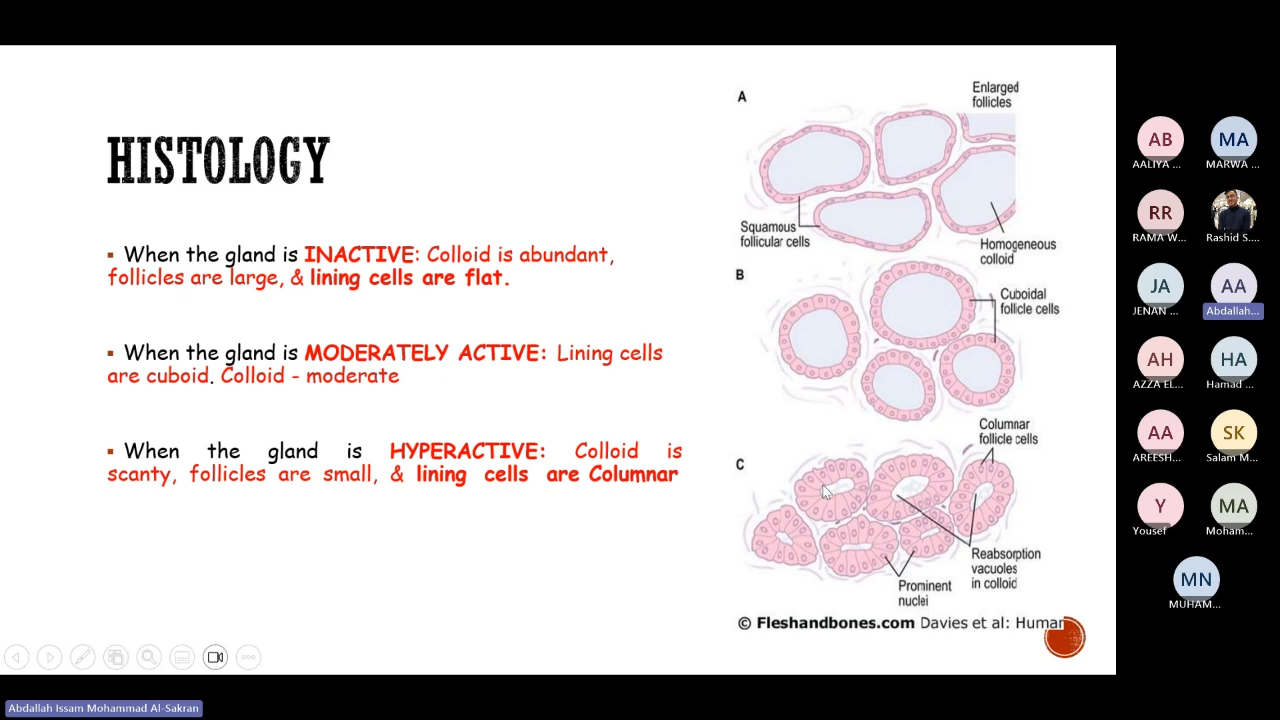 HISTOLOGY
▪ When the gland is INACTIVE: Colloid is abundant,
follicles are large, & lining cells are flat.
▪ When the gland is MODERATELY ACTIVE: Lining cells
are cuboid. Colloid - moderate
▪ When the gland is HYPERACTIVE: Colloid is
scanty, follicles are small, & lining cells are Columnar
A
Enlarged
follicles
Squamous
follicular cells
Homogeneous
colloid
B
Cuboidal
follicle cells
C
Columnar
follicle cells
Reabsorption
vacuoles
in colloid
Prominent
nuclei
© Fleshandbones.com Davies et al: Human
AB
AALIYA ...
MA
MARWA ...
RR
RAMA W...
Rashid S....
JA
JENAN ...
AA
Abdallah...
AH
AZZA EL...
HA
Hamad ...
AA
AREESH...
SK
Salam M...
Y
Yousef
MA
Moham...
MN
MUHAM...
Abdallah Issam Mohammad Al-Sakran